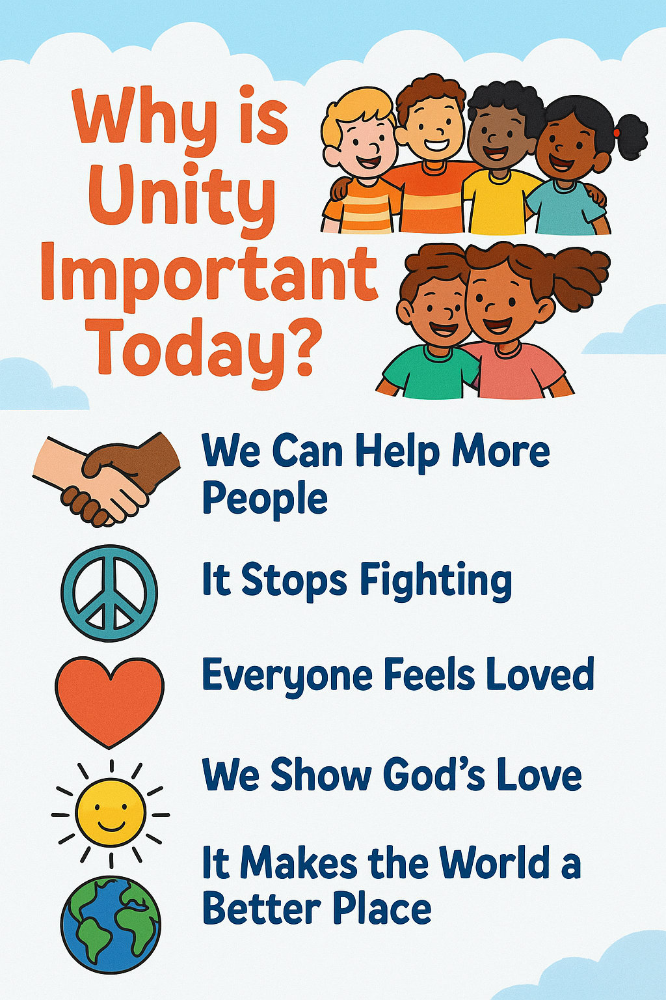 Why is
Unity
Important
Today?
We Can Help More
People
It Stops Fighting
Everyone Feels Loved
We Show God's Love
It Makes the World a
Better Place